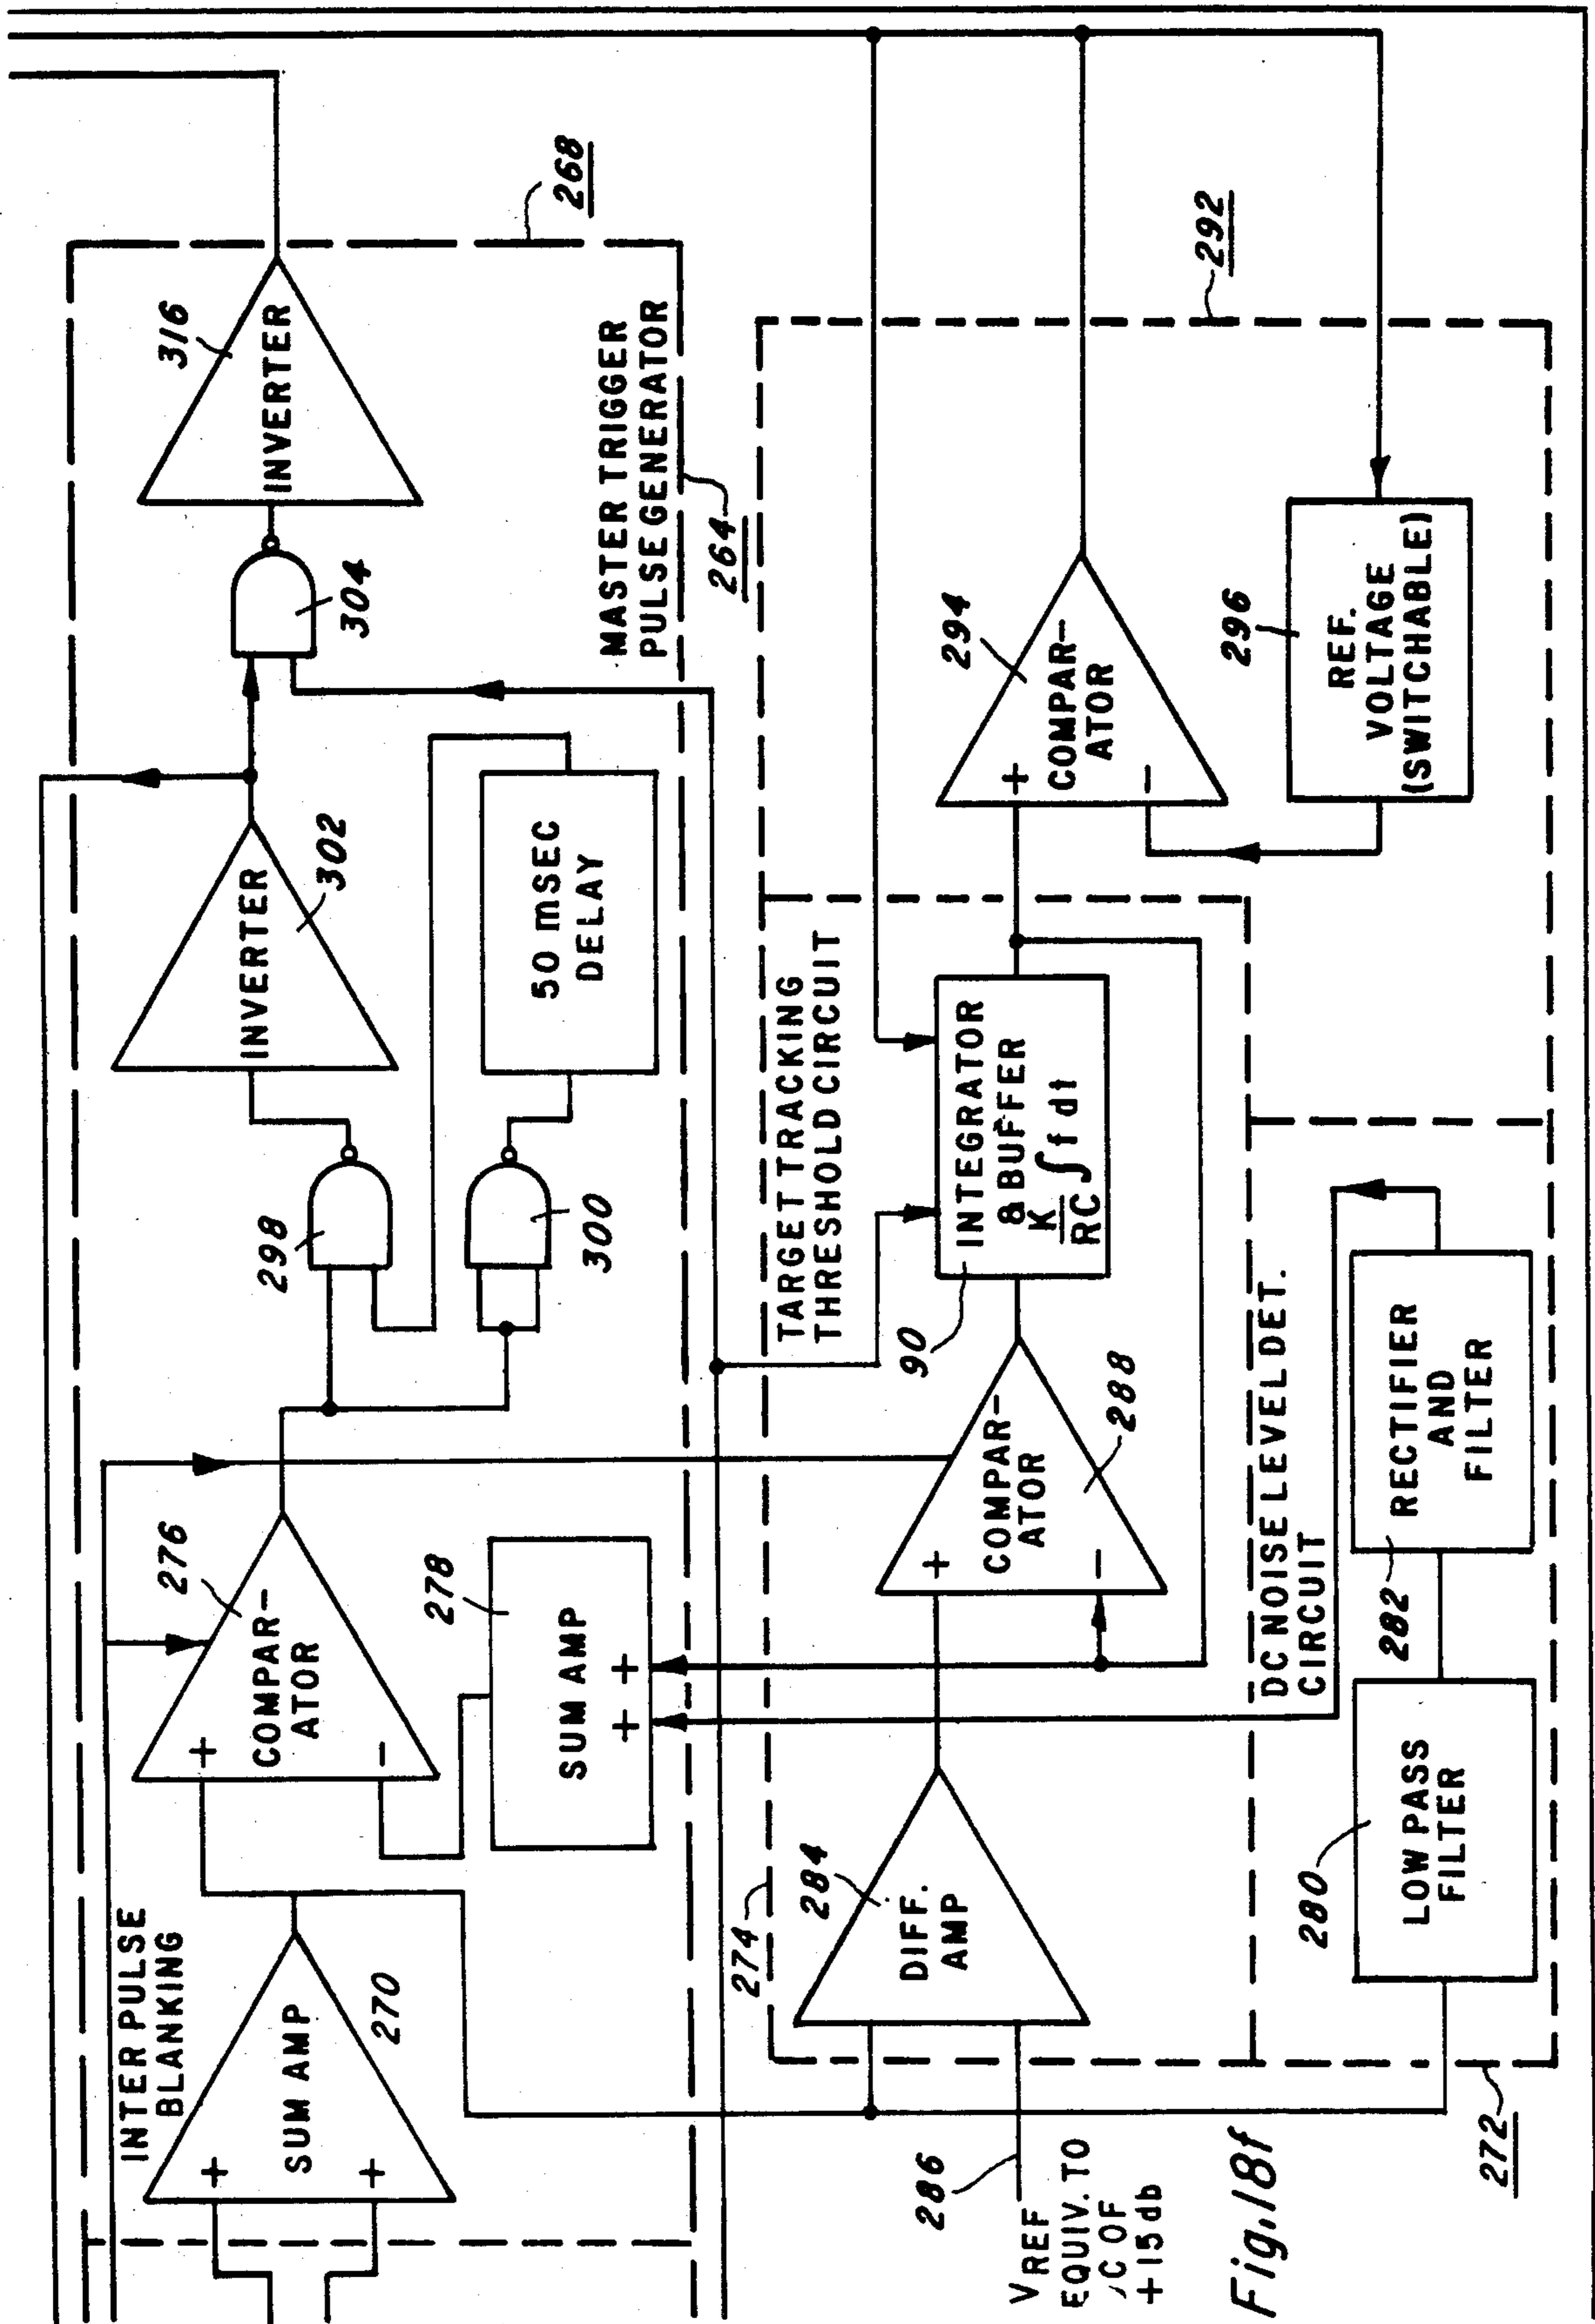 INTER PULSE
BLANKING
SUM AMP
+
+
270
276
COMPAR-
ATOR
+
−
278
SUM AMP
+ +
298
300
INVERTER
302
50 mSEC
DELAY
304
316
INVERTER
268
MASTER TRIGGER
PULSE GENERATOR
264
274
284
DIFF.
AMP
286
VREF
EQUIV. TO
C OF
+15db
TARGET TRACKING
THRESHOLD CIRCUIT
COMPAR-
ATOR
+
−
288
90
INTEGRATOR
& BUFFER
K/RC ∫f dt
294
COMPAR-
ATOR
+
−
292
296
REF.
VOLTAGE
(SWITCHABLE)
DC NOISE LEVEL DET.
CIRCUIT
280
LOW PASS
FILTER
282
RECTIFIER
AND
FILTER
272
Fig.18f